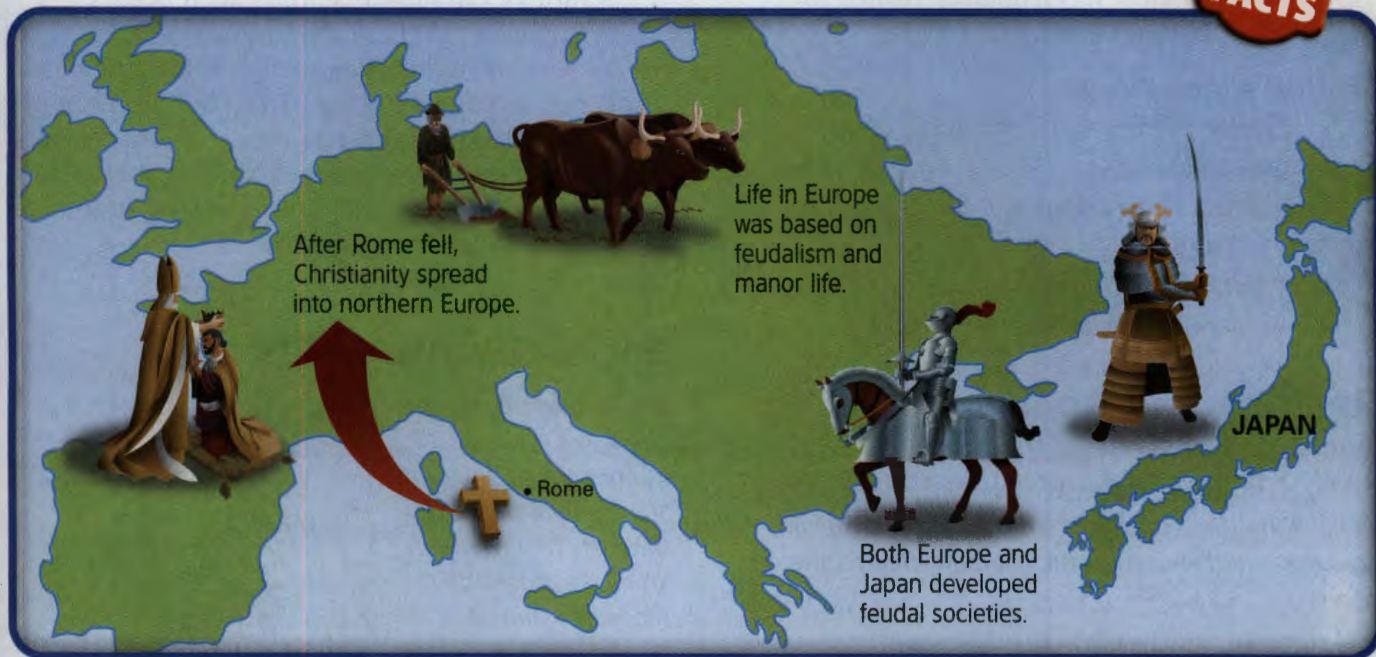 FACTS
After Rome fell,
Christianity spread
into northern Europe.
Life in Europe
was based on
feudalism and
manor life.
• Rome
JAPAN
Both Europe and
Japan developed
feudal societies.